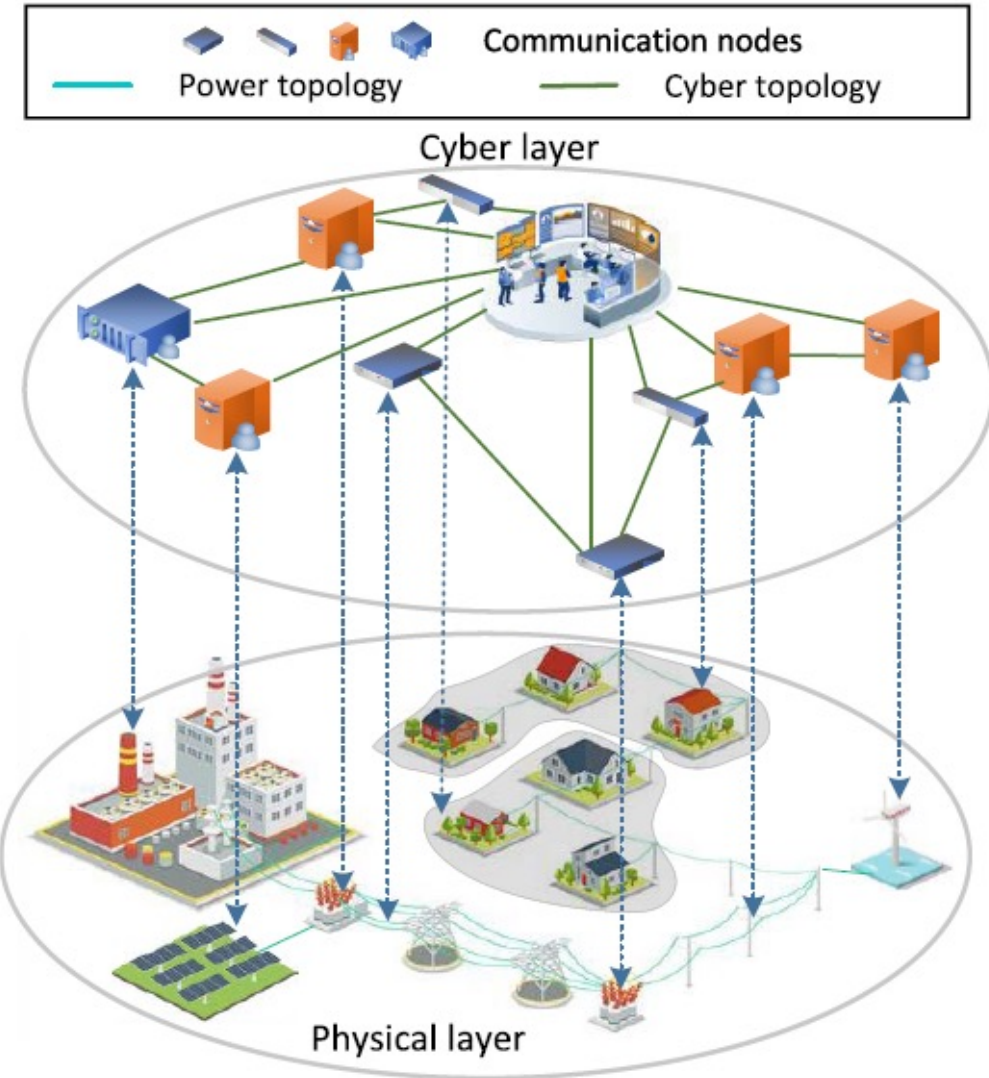 Communication nodes
Power topology Cyber topology
Cyber layer
Physical layer